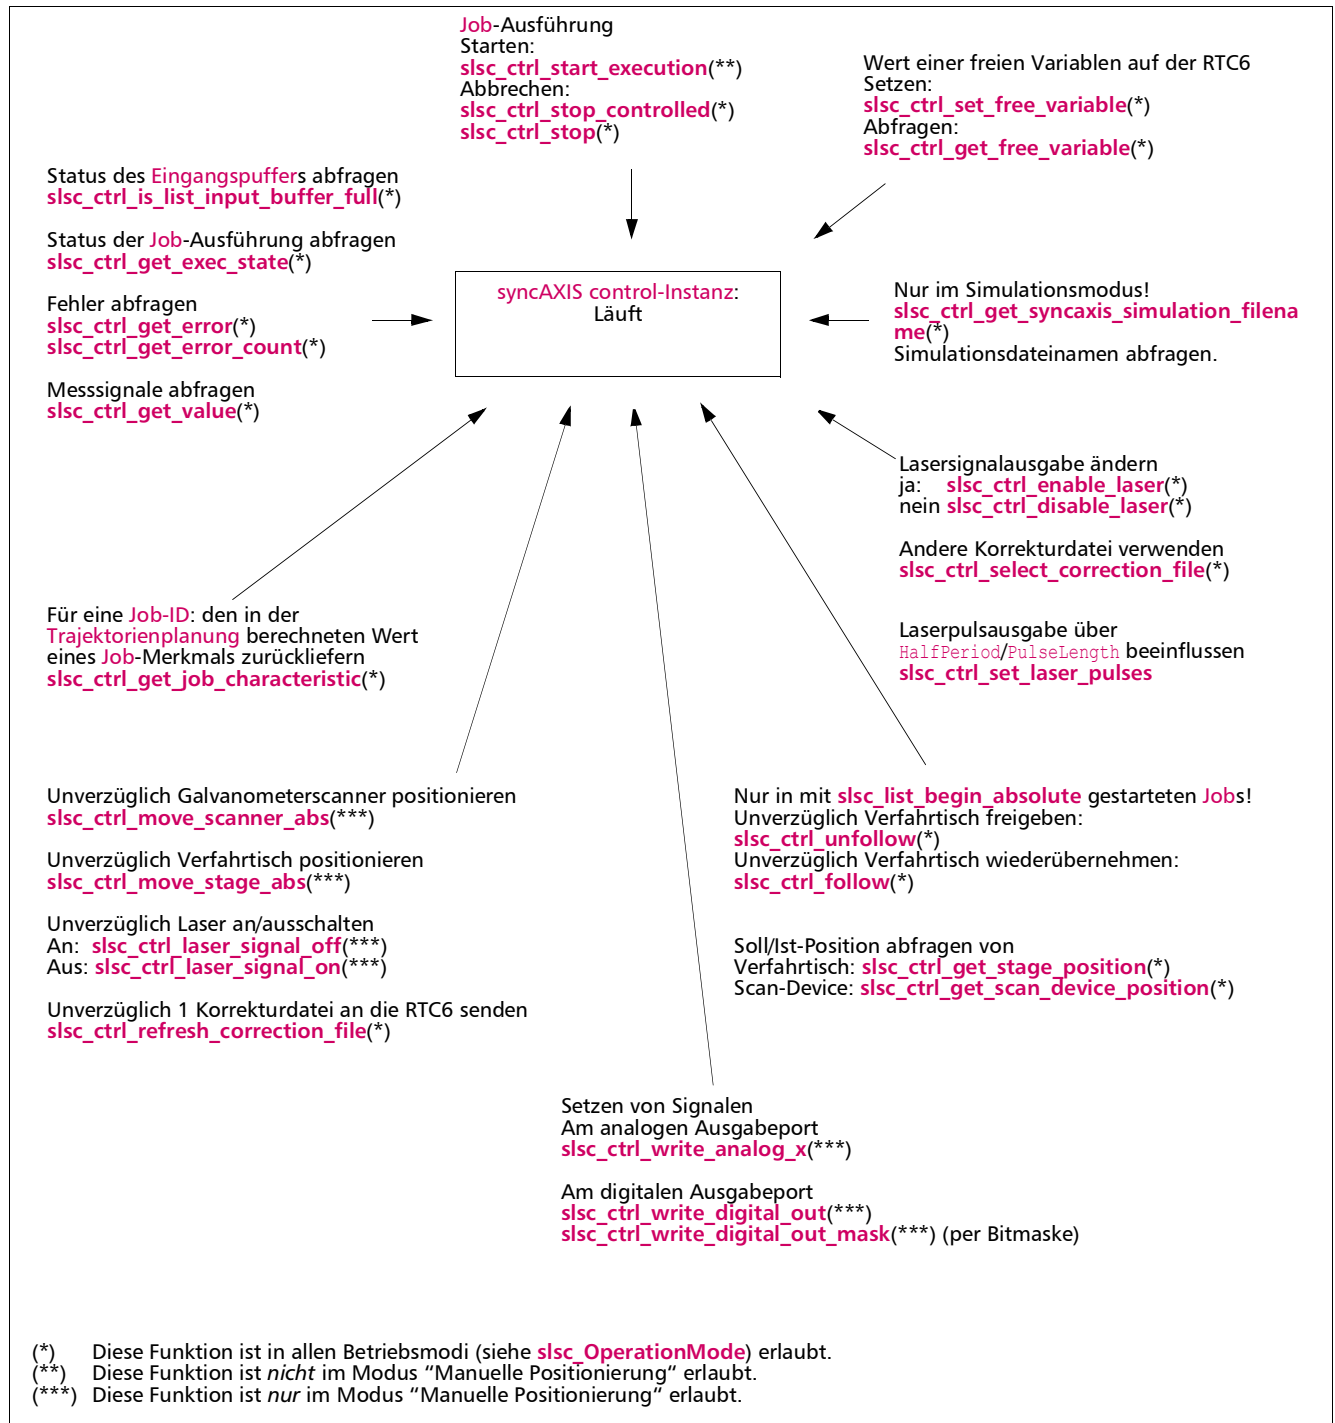 Job-Ausführung
Starten:
slsc_ctrl_start_execution(**)
Abbrechen:
slsc_ctrl_stop_controlled(*)
slsc_ctrl_stop(*)
Wert einer freien Variablen auf der RTC6
Setzen:
slsc_ctrl_set_free_variable(*)
Abfragen:
slsc_ctrl_get_free_variable(*)
Status des Eingangspuffers abfragen
slsc_ctrl_is_list_input_buffer_full(*)
Status der Job-Ausführung abfragen
slsc_ctrl_get_exec_state(*)
Fehler abfragen
slsc_ctrl_get_error(*)
slsc_ctrl_get_error_count(*)
Messsignale abfragen
slsc_ctrl_get_value(*)
syncAXIS control-Instanz:
Läuft
Nur im Simulationsmodus!
slsc_ctrl_get_syncaxis_simulation_filena
me(*)
Simulationsdateinamen abfragen.
Lasersignalausgabe ändern
ja: slsc_ctrl_enable_laser(*)
nein slsc_ctrl_disable_laser(*)
Andere Korrekturdatei verwenden
slsc_ctrl_select_correction_file(*)
Laserpulsausgabe über
HalfPeriod/PulseLength beeinflussen
slsc_ctrl_set_laser_pulses
Für eine Job-ID: den in der
Trajektorienplanung berechneten Wert
eines Job-Merkmals zurückliefern
slsc_ctrl_get_job_characteristic(*)
Unverzüglich Galvanometerscanner positionieren
slsc_ctrl_move_scanner_abs(***)
Unverzüglich Verfahrtisch positionieren
slsc_ctrl_move_stage_abs(***)
Unverzüglich Laser an/ausschalten
An: slsc_ctrl_laser_signal_off(***)
Aus: slsc_ctrl_laser_signal_on(***)
Unverzüglich 1 Korrekturdatei an die RTC6 senden
slsc_ctrl_refresh_correction_file(*)
Nur in mit slsc_list_begin_absolute gestarteten Jobs!
Unverzüglich Verfahrtisch freigeben:
slsc_ctrl_unfollow(*)
Unverzüglich Verfahrtisch wiederübernehmen:
slsc_ctrl_follow(*)
Soll/Ist-Position abfragen von
Verfahrtisch: slsc_ctrl_get_stage_position(*)
Scan-Device: slsc_ctrl_get_scan_device_position(*)
Setzen von Signalen
Am analogen Ausgabeport
slsc_ctrl_write_analog_x(***)
Am digitalen Ausgabeport
slsc_ctrl_write_digital_out(***)
slsc_ctrl_write_digital_out_mask(***) (per Bitmaske)
(*) Diese Funktion ist in allen Betriebsmodi (siehe slsc_OperationMode) erlaubt.
(**) Diese Funktion ist nicht im Modus “Manuelle Positionierung“ erlaubt.
(***) Diese Funktion ist nur im Modus “Manuelle Positionierung“ erlaubt.